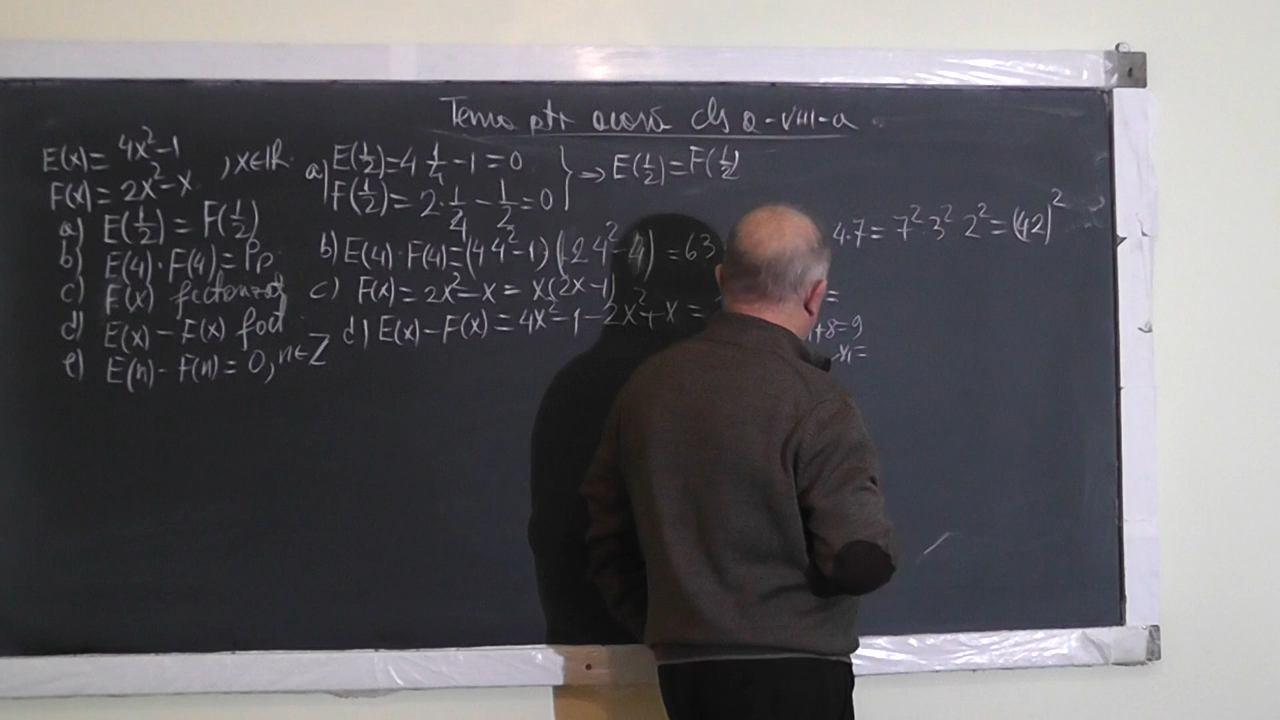 Tema ptr acasă cls a-VIII-a
E(x)= 4x²-1
F(x)= 2x²-x , x∈ℝ.
a) E(1/2) = F(1/2)
b) E(4)·F(4)= Pp.
c) F(x)
d) E(x)-F(x) fact.
e) E(n)-F(n)=0, n∈Z
a) E(1/2)=4 1/4 -1=0
F(1/2)= 2·1/4 - 1/2 =0 } ⇒ E(1/2)=F(1/2)
b) E(4)·F(4)=(4 4²-1)(2 4²-4) =63 4.7= 7² 3² 2² = (42)²
c) F(x)= 2x²-x = x(2x-1) =
d) E(x)-F(x) = 4x²-1-2x²+x = +8=9
x₁=